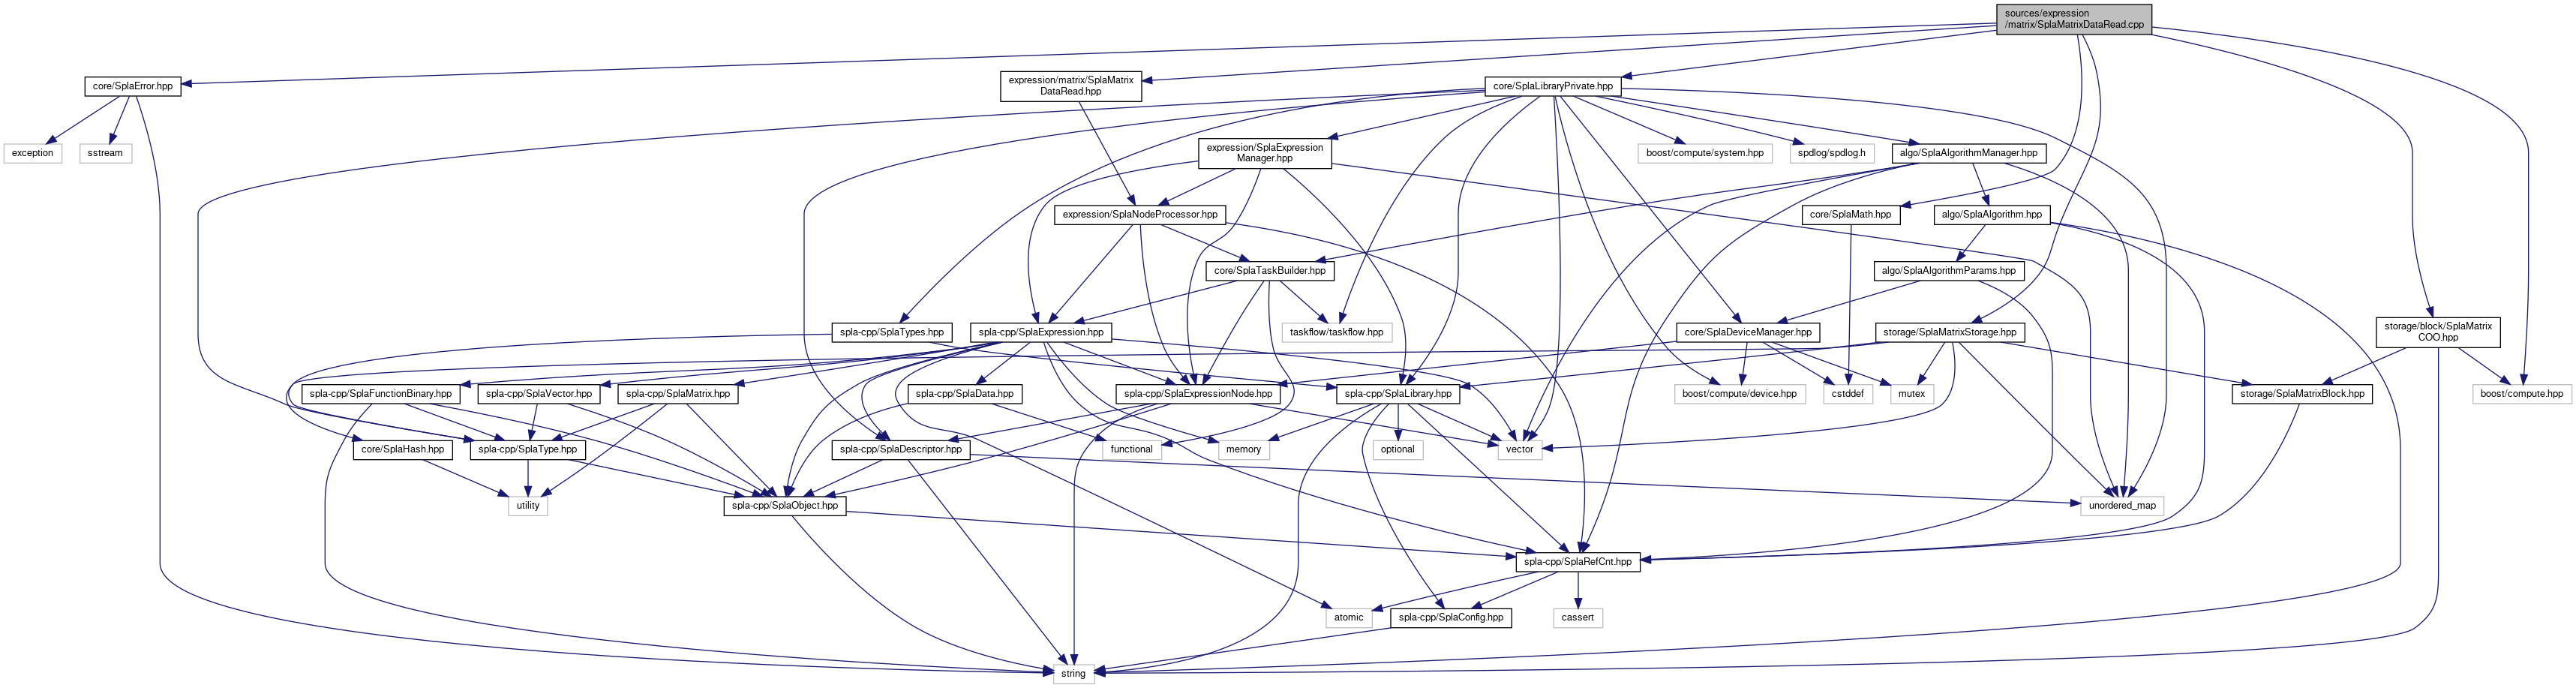 sources/expression
/matrix/SplaMatrixDataRead.cpp
core/SplaError.hpp
expression/matrix/SplaMatrix
DataRead.hpp
core/SplaLibraryPrivate.hpp
exception
sstream
expression/SplaExpression
Manager.hpp
boost/compute/system.hpp
spdlog/spdlog.h
algo/SplaAlgorithmManager.hpp
expression/SplaNodeProcessor.hpp
core/SplaMath.hpp
algo/SplaAlgorithm.hpp
core/SplaTaskBuilder.hpp
algo/SplaAlgorithmParams.hpp
spla-cpp/SplaTypes.hpp
spla-cpp/SplaExpression.hpp
taskflow/taskflow.hpp
core/SplaDeviceManager.hpp
storage/SplaMatrixStorage.hpp
storage/block/SplaMatrix
COO.hpp
spla-cpp/SplaFunctionBinary.hpp
spla-cpp/SplaVector.hpp
spla-cpp/SplaMatrix.hpp
spla-cpp/SplaData.hpp
spla-cpp/SplaExpressionNode.hpp
spla-cpp/SplaLibrary.hpp
boost/compute/device.hpp
cstddef
mutex
storage/SplaMatrixBlock.hpp
boost/compute.hpp
core/SplaHash.hpp
spla-cpp/SplaType.hpp
spla-cpp/SplaDescriptor.hpp
functional
memory
optional
vector
utility
spla-cpp/SplaObject.hpp
unordered_map
spla-cpp/SplaRefCnt.hpp
atomic
spla-cpp/SplaConfig.hpp
cassert
string